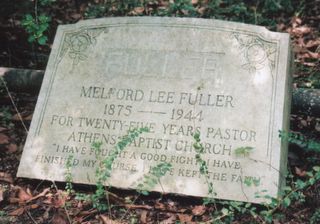 FULLER
MELFORD LEE FULLER
1875 — 1944
FOR TWENTY-FIVE YEARS PASTOR
ATHENS BAPTIST CHURCH
"I HAVE FOUGHT A GOOD FIGHT, I HAVE
FINISHED MY COURSE, I HAVE KEPT THE FAITH"